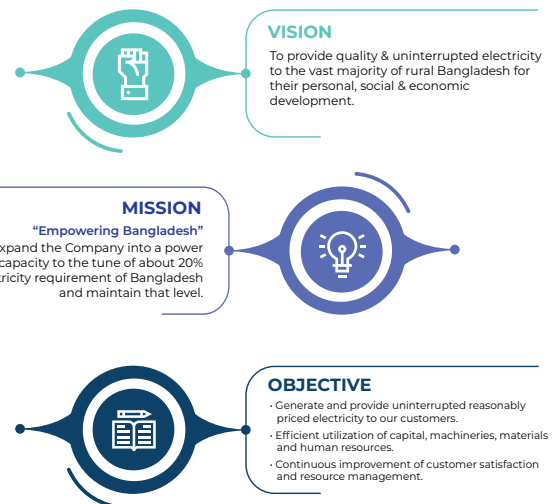 VISION
To provide quality & uninterrupted electricity
to the vast majority of rural Bangladesh for
their personal, social & economic
development.
MISSION
“Empowering Bangladesh”
the Company into a power
capacity to the tune of about 20%
requirement of Bangladesh
and maintain that level.
OBJECTIVE
· Generate and provide uninterrupted reasonably
priced electricity to our customers.
· Efficient utilization of capital, machineries, materials
and human resources.
· Continuous improvement of customer satisfaction
and resource management.